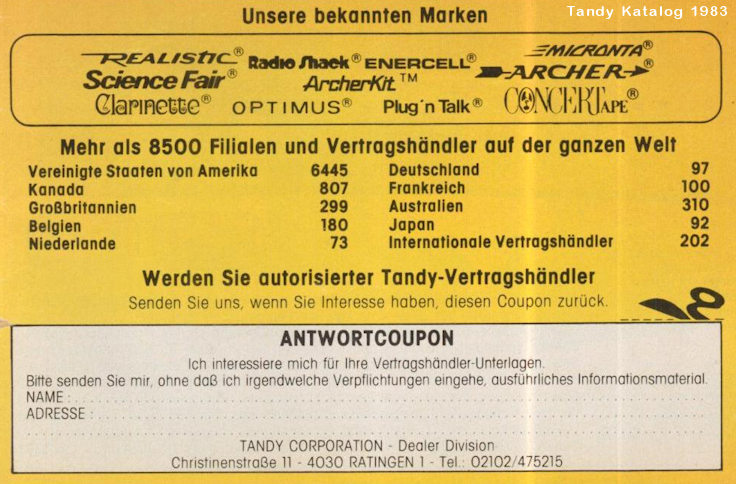 Tandy Katalog 1983
Unsere bekannten Marken
REALISTIC® Radio Shack® ENERCELL® MICRONTA®
Science Fair® ArcherKit™ ARCHER®
Clarinette® OPTIMUS® Plug'n Talk® CONCERTAPE®
Mehr als 8500 Filialen und Vertragshändler auf der ganzen Welt
Vereinigte Staaten von Amerika 6445 Deutschland 97
Kanada 807 Frankreich 100
Großbritannien 299 Australien 310
Belgien 180 Japan 92
Niederlande 73 Internationale Vertragshändler 202
Werden Sie autorisierter Tandy-Vertragshändler
Senden Sie uns, wenn Sie Interesse haben, diesen Coupon zurück.
ANTWORTCOUPON
Ich interessiere mich für Ihre Vertragshändler-Unterlagen.
Bitte senden Sie mir, ohne daß ich irgendwelche Verpflichtungen eingehe, ausführliches Informationsmaterial.
NAME :
ADRESSE :
TANDY CORPORATION - Dealer Division
Christinenstraße 11 - 4030 RATINGEN 1 - Tel.: 02102/475215